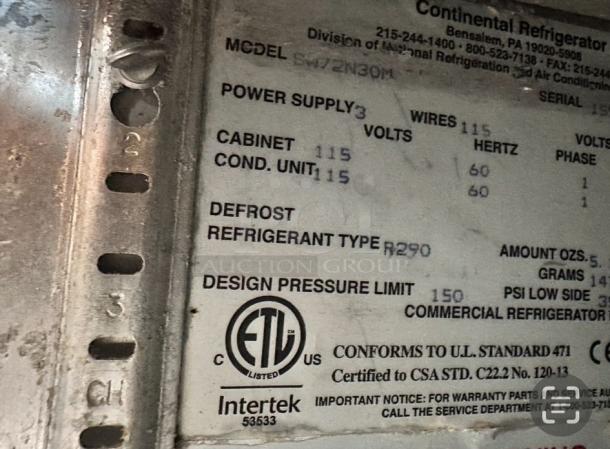 Continental Refrigerator
Bensalem, PA 19020-5908
215-244-1400 · 800-523-7138 · FAX: 215-244
Division of National Refrigeration and Air Conditioning
MODEL SW72N30M
SERIAL 15
POWER SUPPLY 3 WIRES 115 VOLTS
VOLTS HERTZ PHASE
CABINET 115 60 1
COND. UNIT 115 60 1
DEFROST
REFRIGERANT TYPE R290 AMOUNT OZS. 5.
GRAMS 14
DESIGN PRESSURE LIMIT 150 PSI LOW SIDE
COMMERCIAL REFRIGERATOR
AUCTION GROUP
C ETL US
LISTED
CONFORMS TO U.L. STANDARD 471
Certified to CSA STD. C22.2 No. 120-13
Intertek
53533
IMPORTANT NOTICE: FOR WARRANTY PARTS SERVICE
CALL THE SERVICE DEPARTMENT
2
3
CH